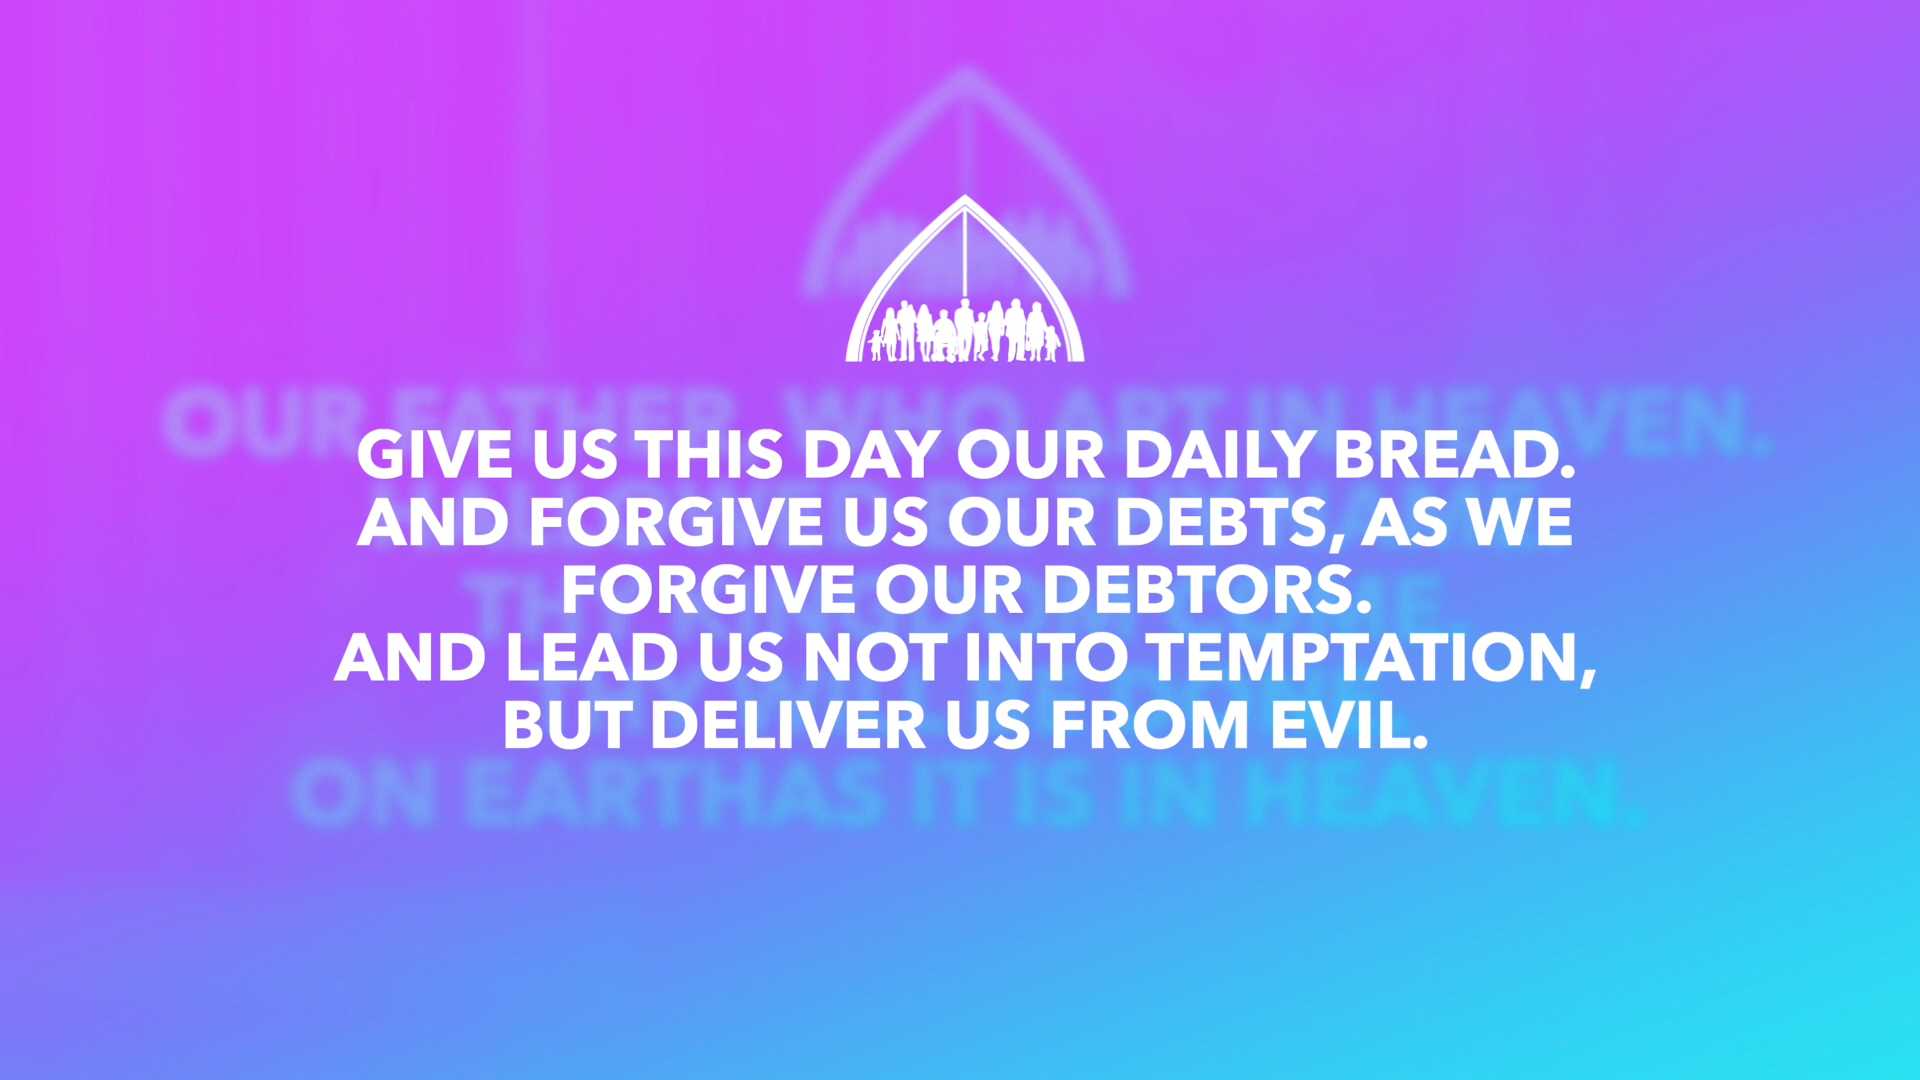 OUR FATHER, WHO ART IN HEAVEN.
GIVE US THIS DAY OUR DAILY BREAD.
AND FORGIVE US OUR DEBTS, AS WE
FORGIVE OUR DEBTORS.
AND LEAD US NOT INTO TEMPTATION,
BUT DELIVER US FROM EVIL.
ON EARTHAS IT IS IN HEAVEN.